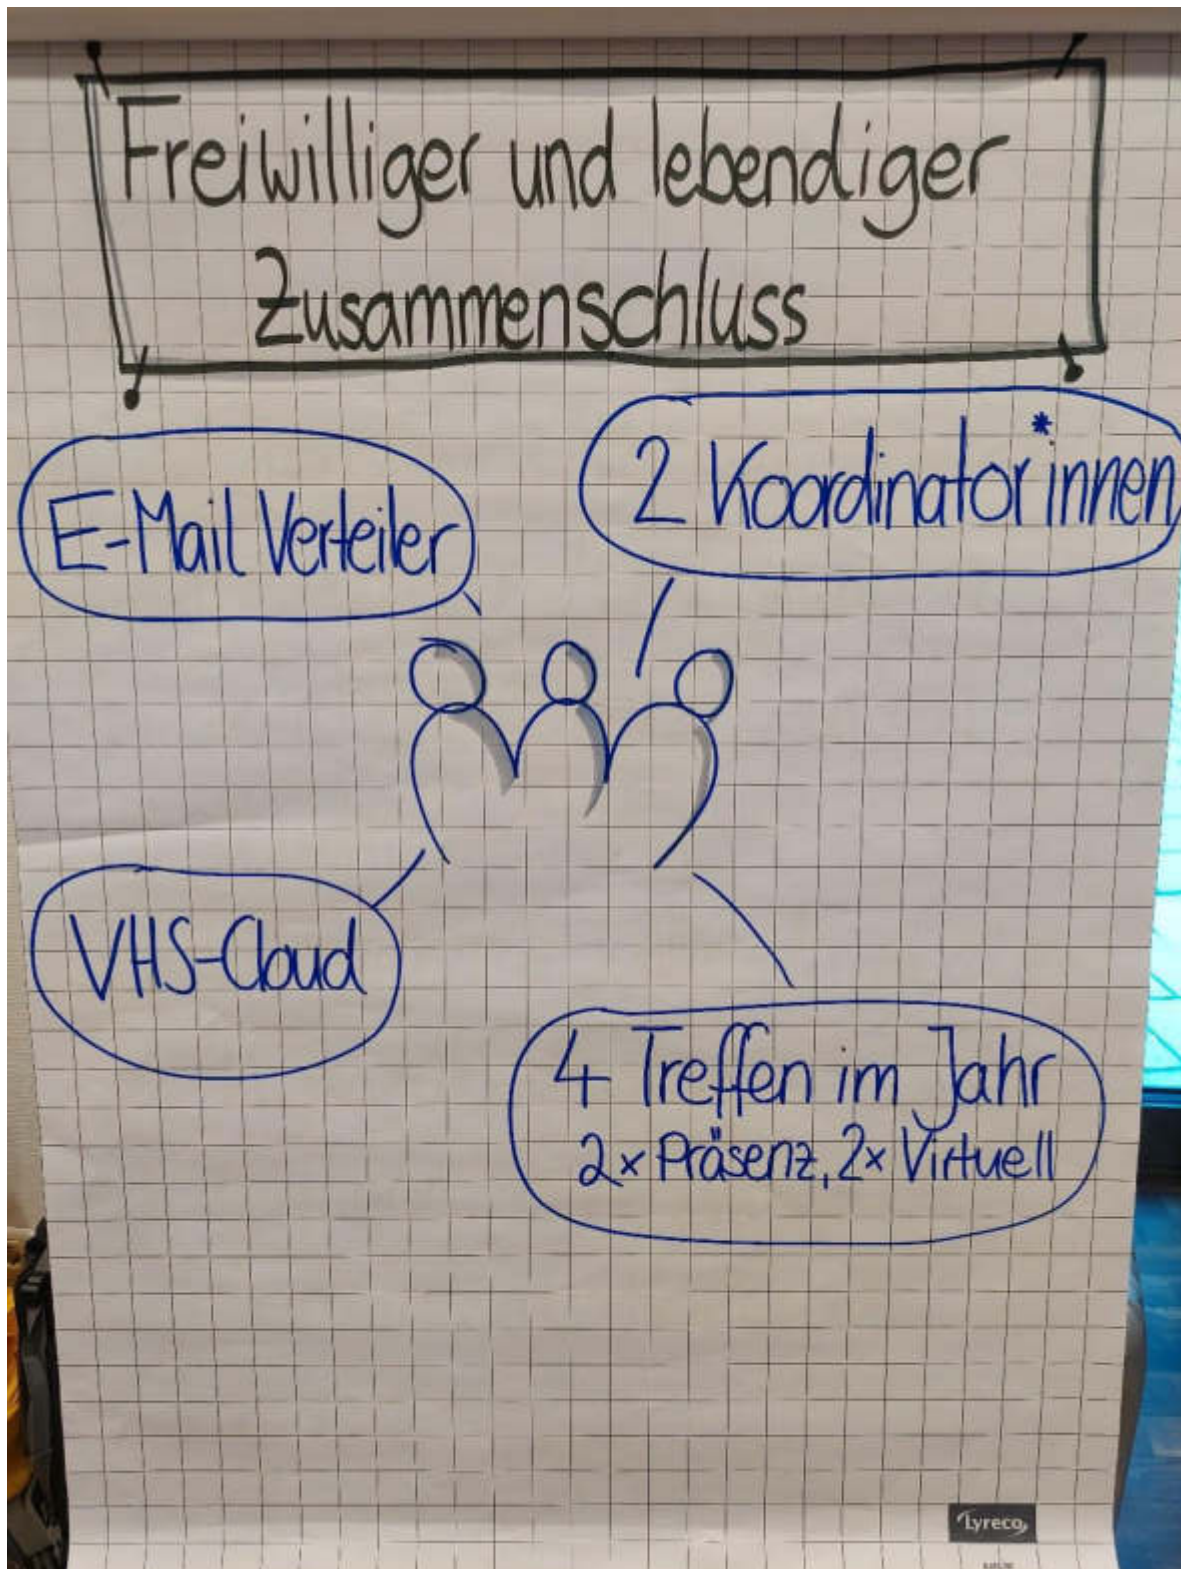 Freiwilliger und lebendiger
Zusammenschluss
E-Mail Verteiler
2 Koordinator*innen
VHS-Cloud
4 Treffen im Jahr
2x Präsenz, 2x Virtuell
Lyreco